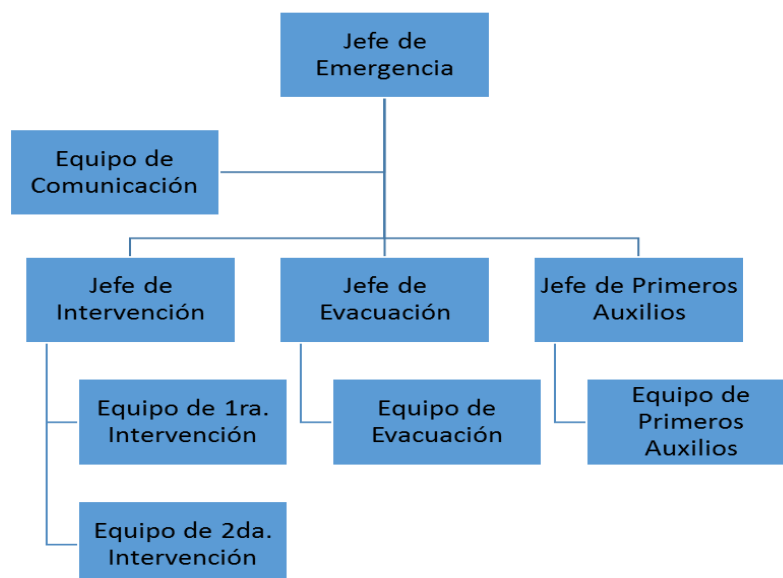 Jefe de
Emergencia
Equipo de
Comunicación
Jefe de
Intervención
Jefe de
Evacuación
Jefe de Primeros
Auxilios
Equipo de 1ra.
Intervención
Equipo de
Evacuación
Equipo de
Primeros
Auxilios
Equipo de 2da.
Intervención